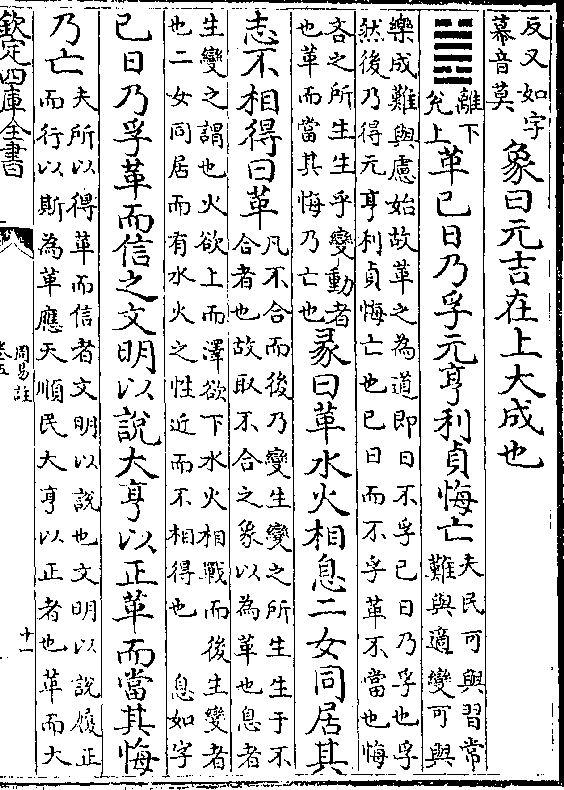 反又如字
幕音莫
象曰元吉在上大成也
䷰
離下
兊上
革已日乃孚元亨利貞悔亡
夫民可與習常
難與適變可與
樂成難與慮始故革之為道即日不孚已日乃孚也孚
然後乃得元亨利貞悔亡也已日而不孚革不當也悔
吝之所生生乎變動者
也革而當其悔乃亡也
彖曰革水火相息二女同居其
志不相得曰革
凡不合而後乃變生變之所生生于不
合者也故取不合之象以為革也息者
生變之謂也火欲上而澤欲下水火相戰而後生變者
也二女同居而有水火之性近而不相得也 息如字
已日乃孚革而信之文明以說大亨以正革而當其悔
乃亡
夫所以得革而信者文明以說也文明以說履正
而行以斯為革應天順民大亨以正者也革而大
欽定四庫全書
周易註
卷五
十一